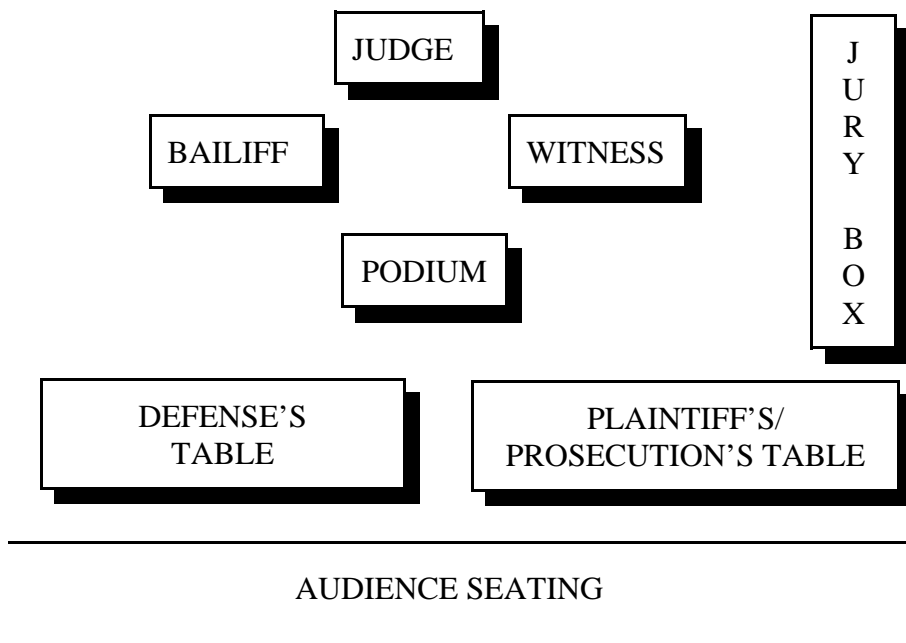 JUDGE
BAILIFF
WITNESS
J
U
R
Y
B
O
X
PODIUM
DEFENSE'S
TABLE
PLAINTIFF'S/
PROSECUTION'S TABLE
AUDIENCE SEATING